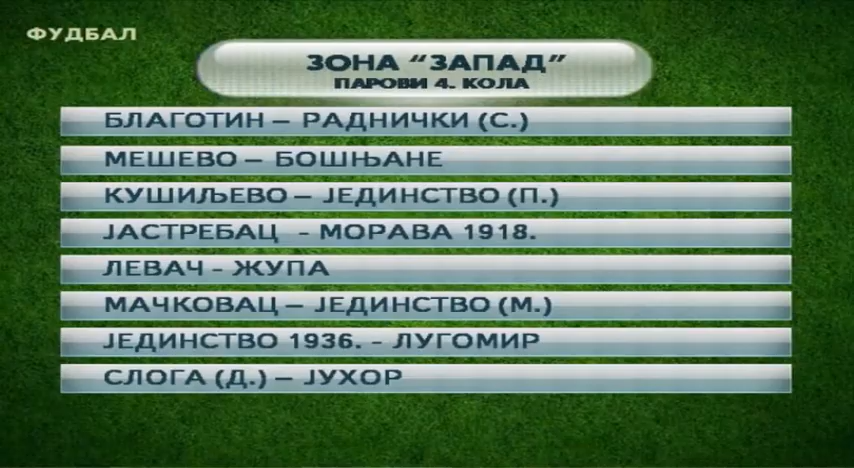 ФУДБАЛ
ЗОНА “ЗАПАД”
ПАРОВИ 4. КОЛА
БЛАГОТИН – РАДНИЧКИ (С.)
МЕШЕВО – БОШЊАНЕ
КУШИЉЕВО – ЈЕДИНСТВО (П.)
ЈАСТРЕБАЦ - МОРАВА 1918.
ЛЕВАЧ - ЖУПА
МАЧКОВАЦ – ЈЕДИНСТВО (М.)
ЈЕДИНСТВО 1936. - ЛУГОМИР
СЛОГА (Д.) – ЈУХОР